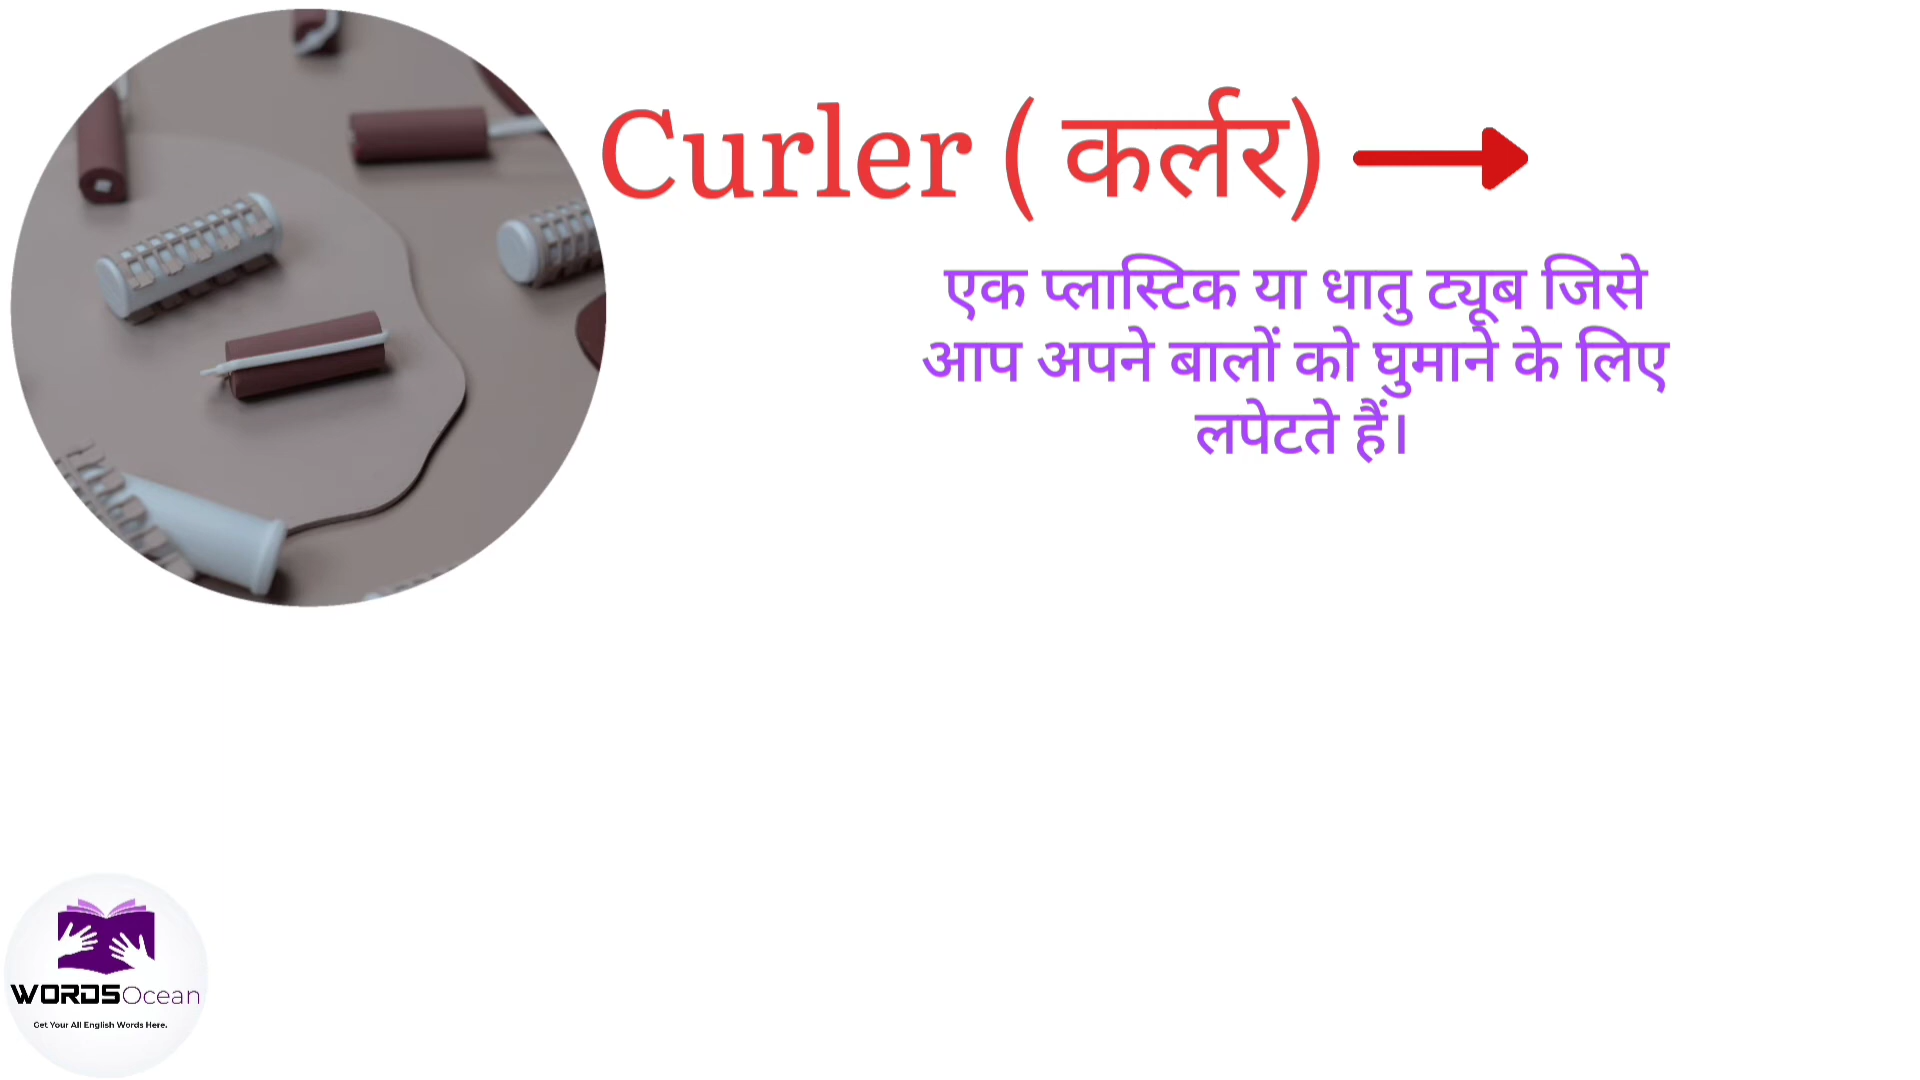 Curler ( कर्लर)
एक प्लास्टिक या धातु ट्यूब जिसे
आप अपने बालों को घुमाने के लिए
लपेटते हैं।
WORDSOcean
Get Your All English Words Here.